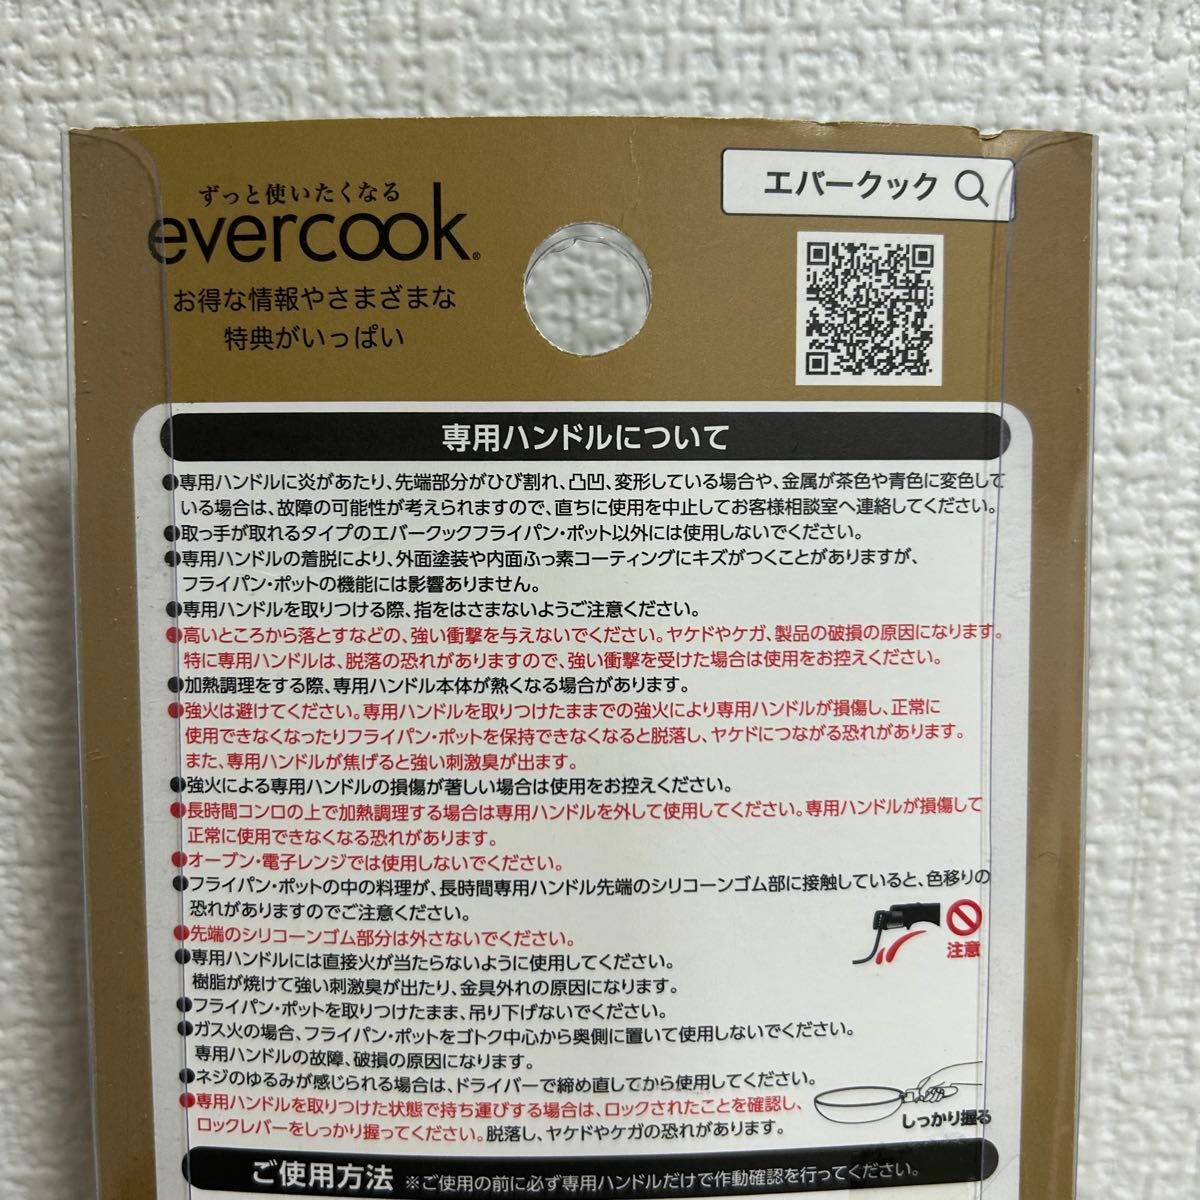 ずっと使いたくなる
evercook®
お得な情報やさまざまな
特典がいっぱい
エバークック
専用ハンドルについて
●専用ハンドルに炎があたり、先端部分がひび割れ、凸凹、変形している場合や、金属が茶色や青色に変色して
いる場合は、故障の可能性が考えられますので、直ちに使用を中止してお客様相談室へ連絡してください。
●取っ手が取れるタイプのエバークックフライパン・ポット以外には使用しないでください。
●専用ハンドルの着脱により、外面塗装や内面ふっ素コーティングにキズがつくことがありますが、
フライパン・ポットの機能には影響ありません。
●専用ハンドルを取りつける際、指をはさまないようご注意ください。
●高いところから落とすなどの、強い衝撃を与えないでください。ヤケドやケガ、製品の破損の原因になります。
特に専用ハンドルは、脱落の恐れがありますので、強い衝撃を受けた場合は使用をお控えください。
●加熱調理をする際、専用ハンドル本体が熱くなる場合があります。
●強火は避けてください。専用ハンドルを取りつけたままでの強火により専用ハンドルが損傷し、正常に
使用できなくなったりフライパン・ポットを保持できなくなると脱落し、ヤケドにつながる恐れがあります。
また、専用ハンドルが焦げると強い刺激臭が出ます。
●強火による専用ハンドルの損傷が著しい場合は使用をお控えください。
●長時間コンロの上で加熱調理する場合は専用ハンドルを外して使用してください。専用ハンドルが損傷して
正常に使用できなくなる恐れがあります。
●オーブン・電子レンジでは使用しないでください。
●フライパン・ポットの中の料理が、長時間専用ハンドル先端のシリコーンゴム部に接触していると、色移りの
恐れがありますのでご注意ください。
●先端のシリコーンゴム部分は外さないでください。
注意
●専用ハンドルには直接火が当たらないように使用してください。
樹脂が焼けて強い刺激臭が出たり、金具外れの原因になります。
●フライパン・ポットを取りつけたまま、吊り下げないでください。
●ガス火の場合、フライパン・ポットをゴトク中心から奥側に置いて使用しないでください。
専用ハンドルの故障、破損の原因になります。
●ネジのゆるみが感じられる場合は、ドライバーで締め直してから使用してください。
●専用ハンドルを取りつけた状態で持ち運びする場合は、ロックされたことを確認し、
ロックレバーをしっかり握ってください。脱落し、ヤケドやケガの恐れがあります。
しっかり握る
ご使用方法 ※ご使用の前に必ず専用ハンドルだけで作動確認を行ってください。